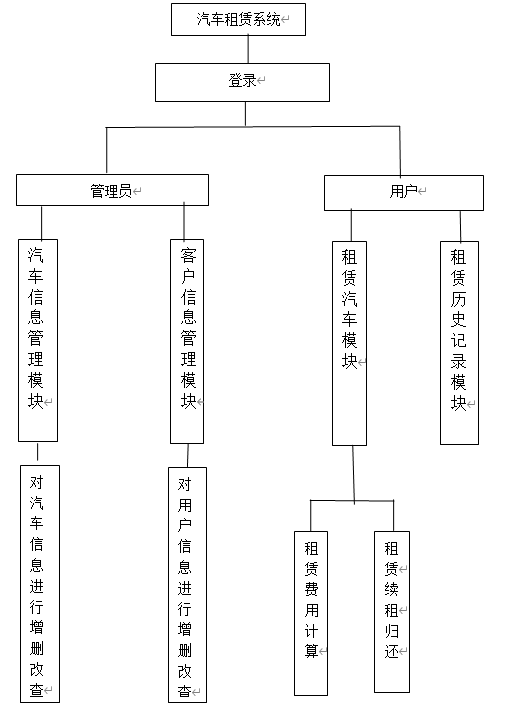 汽车租赁系统
登录
管理员
用户
汽车信息管理模块
客户信息管理模块
租赁汽车模块
租赁历史记录模块
对汽车信息进行增删改查
对用户信息进行增删改查
租赁费用计算
租赁续租归还